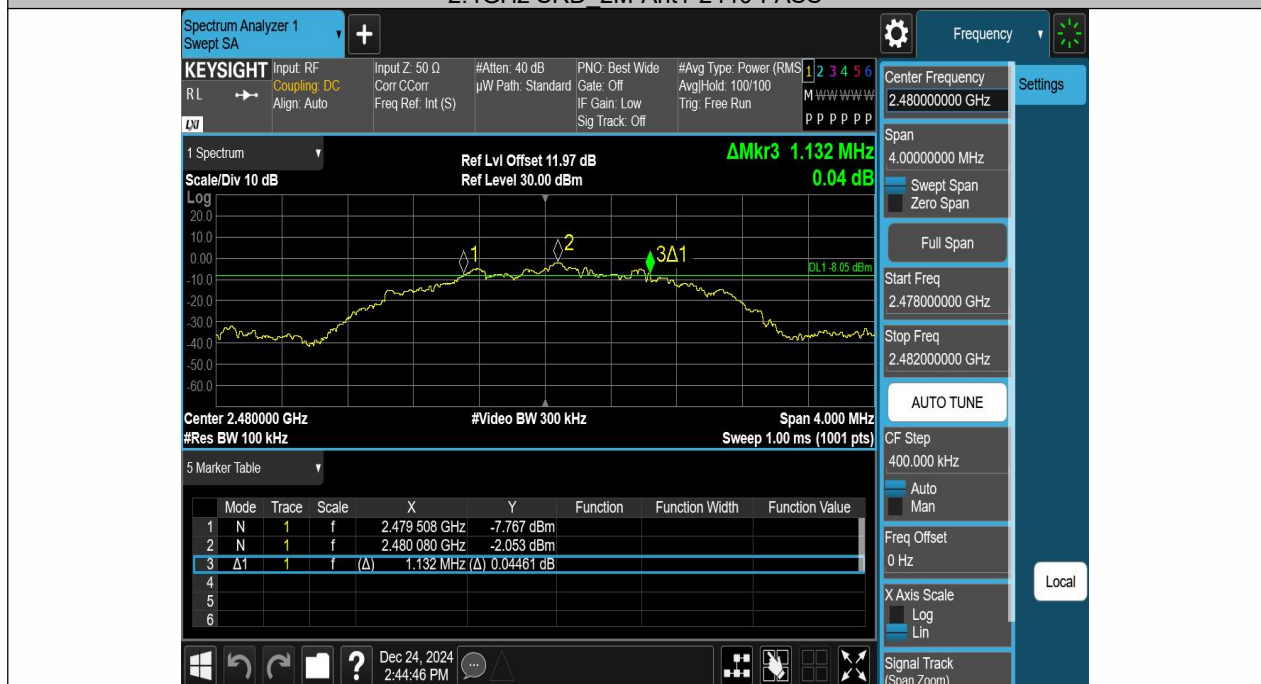 Spectrum Analyzer 1
Swept SA
+
Frequency
KEYSIGHT
RL
LXI
Input: RF
Coupling: DC
Align: Auto
Input Z: 50 Ω
Corr CCorr
Freq Ref: Int (S)
#Atten: 40 dB
µW Path: Standard
PNO: Best Wide
Gate: Off
IF Gain: Low
Sig Track: Off
#Avg Type: Power (RMS
Avg|Hold: 100/100
Trig: Free Run
1 2 3 4 5 6
M W W W W W
P P P P P P
1 Spectrum
Scale/Div 10 dB
Ref Lvl Offset 11.97 dB
Ref Level 30.00 dBm
ΔMkr3 1.132 MHz
0.04 dB
Log
20.0
10.0
0.00
-10.0
-20.0
-30.0
-40.0
-50.0
-60.0
1
2
3Δ1
DL1 -8.05 dBm
Center 2.480000 GHz
#Res BW 100 kHz
#Video BW 300 kHz
Span 4.000 MHz
Sweep 1.00 ms (1001 pts)
5 Marker Table
Mode Trace Scale X Y Function Function Width Function Value
1 N 1 f 2.479 508 GHz -7.767 dBm
2 N 1 f 2.480 080 GHz -2.053 dBm
3 Δ1 1 f (Δ) 1.132 MHz (Δ) 0.04461 dB
4
5
6
?
Dec 24, 2024
2:44:46 PM
Center Frequency
2.480000000 GHz
Settings
Span
4.00000000 MHz
Swept Span
Zero Span
Full Span
Start Freq
2.478000000 GHz
Stop Freq
2.482000000 GHz
AUTO TUNE
CF Step
400.000 kHz
Auto
Man
Freq Offset
0 Hz
X Axis Scale
Log
Lin
Local
Signal Track
(Span Zoom)